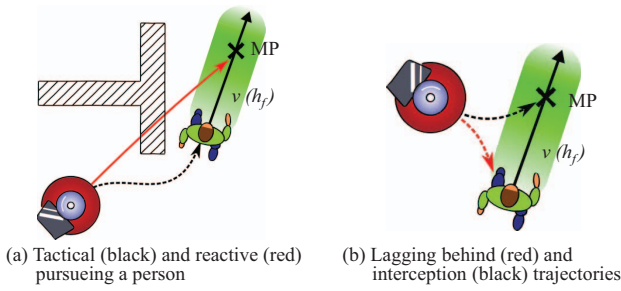 MP
v (h_f)
(a) Tactical (black) and reactive (red)
pursueing a person
MP
v (h_f)
(b) Lagging behind (red) and
interception (black) trajectories